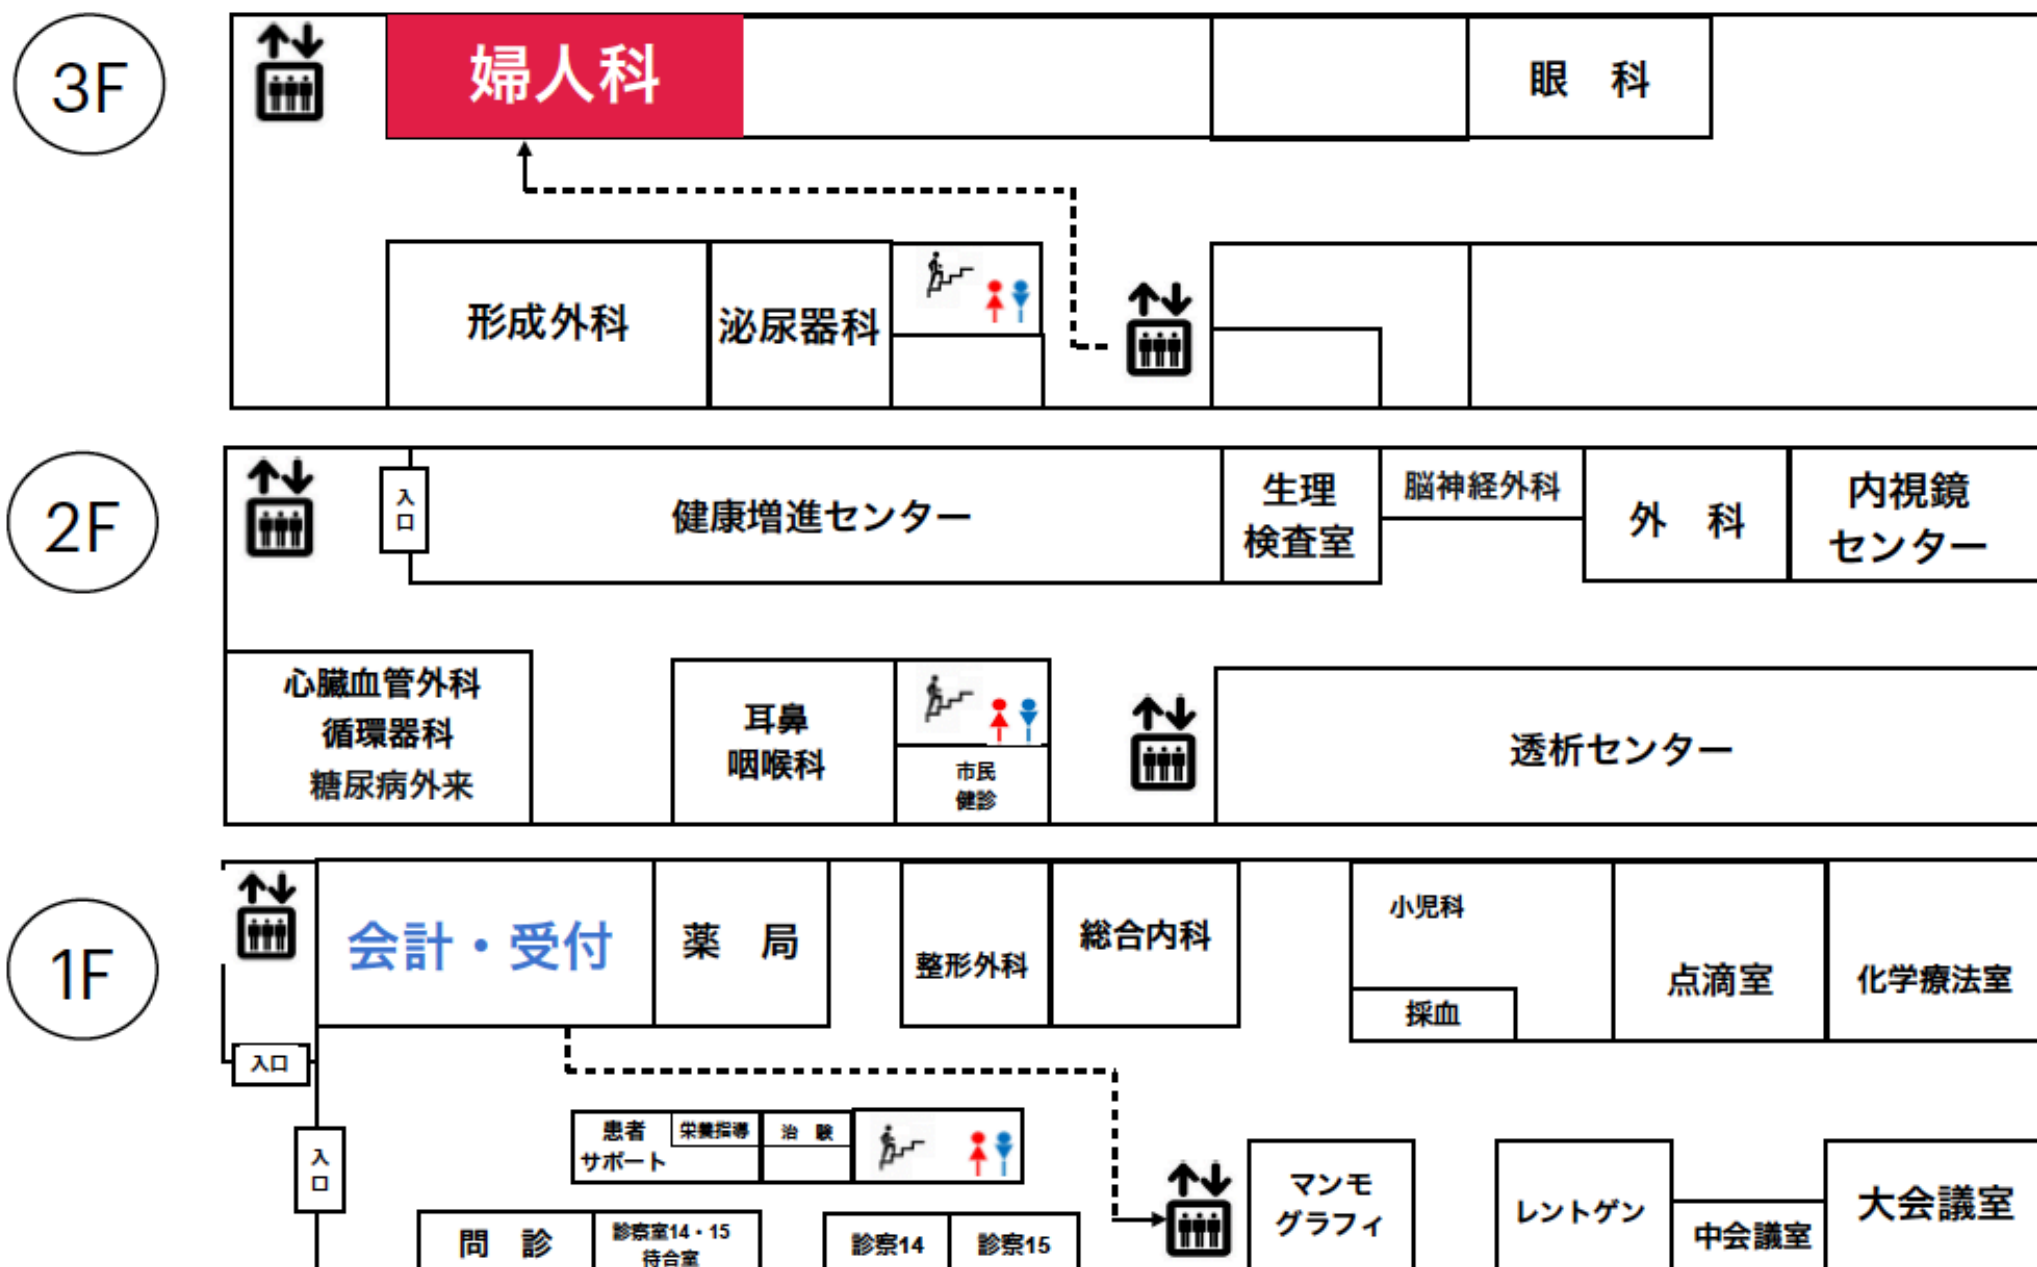 3F
婦人科
眼　科
形成外科
泌尿器科
2F
入
口
健康増進センター
生理
検査室
脳神経外科
外　科
内視鏡
センター
心臓血管外科
循環器科
糖尿病外来
耳鼻
咽喉科
市民
健診
透析センター
1F
会計・受付
薬　局
整形外科
総合内科
小児科
採血
点滴室
化学療法室
入口
入
口
患者
サポート
栄養指導
治　験
マンモ
グラフィ
レントゲン
中会議室
大会議室
問　診
診察室14・15
待合室
診察14
診察15